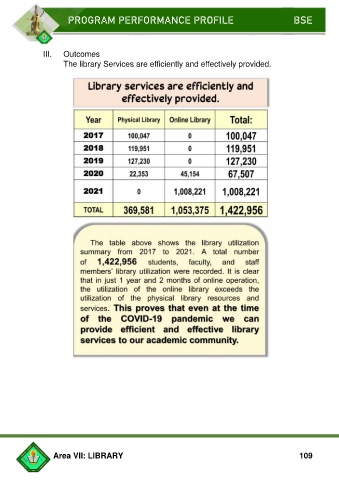 PROGRAM PERFORMANCE PROFILE BSE
III. Outcomes
The library Services are efficiently and effectively provided.
Library services are efficiently and
effectively provided.
Year Physical Library Online Library Total:
2017 100,047 0 100,047
2018 119,951 0 119,951
2019 127,230 0 127,230
2020 22,353 45,154 67,507
2021 0 1,008,221 1,008,221
TOTAL 369,581 1,053,375 1,422,956
The table above shows the library utilization
summary from 2017 to 2021. A total number
of 1,422,956 students, faculty, and staff
members' library utilization were recorded. It is clear
that in just 1 year and 2 months of online operation,
the utilization of the online library exceeds the
utilization of the physical library resources and
services. This proves that even at the time
of the COVID-19 pandemic we can
provide efficient and effective library
services to our academic community.
Area VII: LIBRARY 109